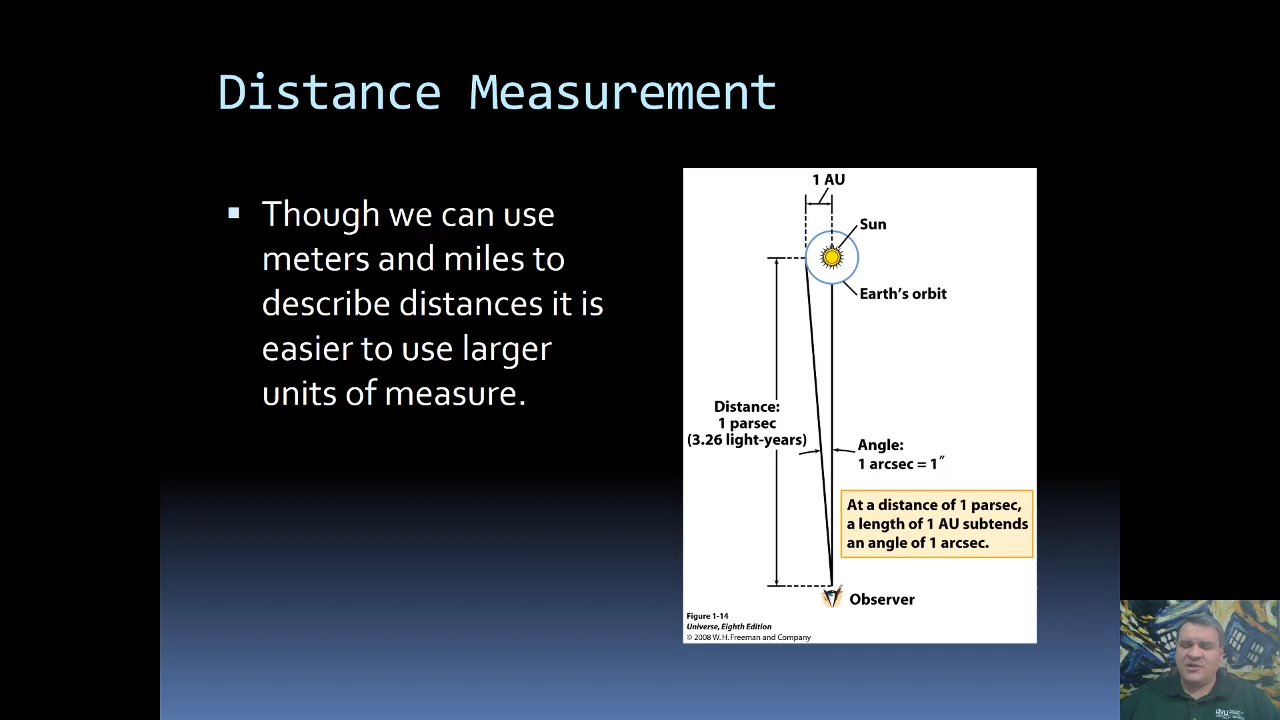 Distance Measurement
▪ Though we can use
meters and miles to
describe distances it is
easier to use larger
units of measure.
1 AU
Sun
Earth's orbit
Distance:
1 parsec
(3.26 light-years)
Angle:
1 arcsec = 1″
At a distance of 1 parsec,
a length of 1 AU subtends
an angle of 1 arcsec.
Observer
Figure 1-14
Universe, Eighth Edition
© 2008 W. H. Freeman and Company
UVU